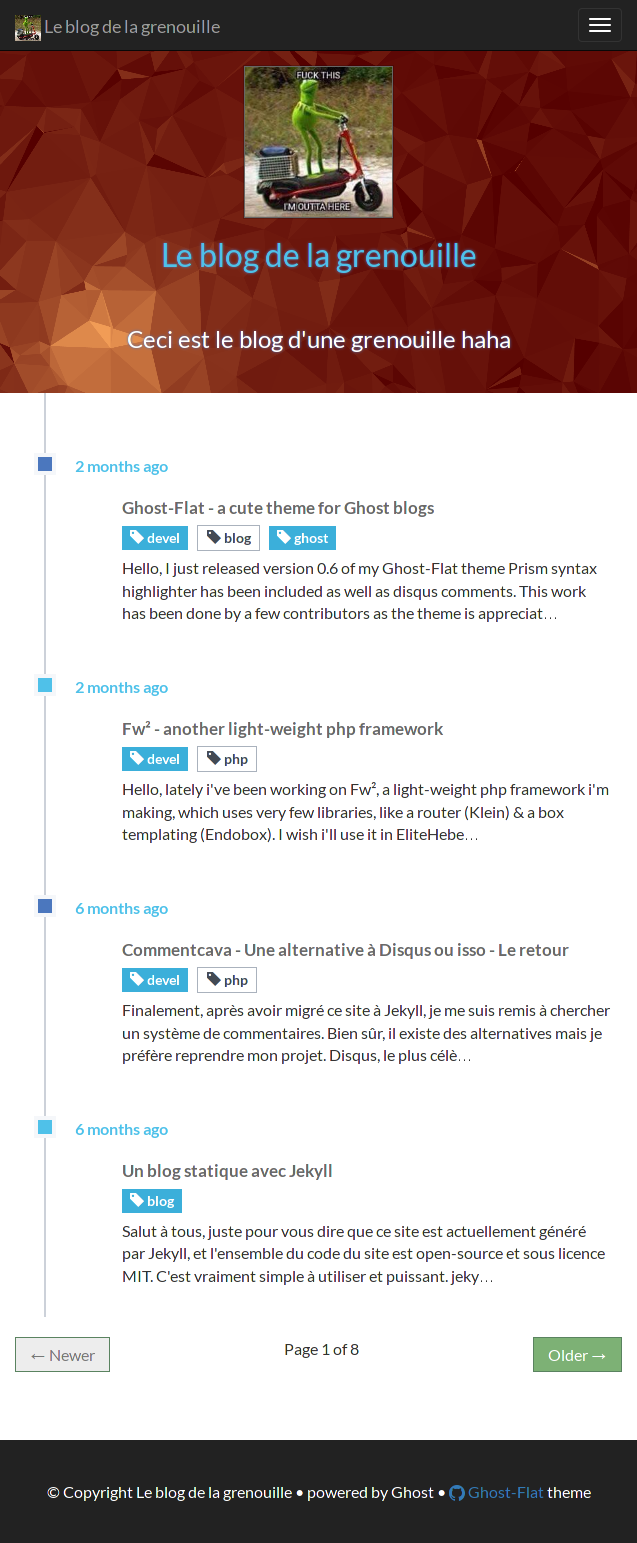 Le blog de la grenouille
FUCK THIS
I'M OUTTA HERE
Le blog de la grenouille
Ceci est le blog d'une grenouille haha
2 months ago
Ghost-Flat - a cute theme for Ghost blogs
devel blog ghost
Hello, I just released version 0.6 of my Ghost-Flat theme Prism syntax
highlighter has been included as well as disqus comments. This work
has been done by a few contributors as the theme is appreciat…
2 months ago
Fw² - another light-weight php framework
devel php
Hello, lately i've been working on Fw², a light-weight php framework i'm
making, which uses very few libraries, like a router (Klein) & a box
templating (Endobox). I wish i'll use it in EliteHebe…
6 months ago
Commentcava - Une alternative à Disqus ou isso - Le retour
devel php
Finalement, après avoir migré ce site à Jekyll, je me suis remis à chercher
un système de commentaires. Bien sûr, il existe des alternatives mais je
préfère reprendre mon projet. Disqus, le plus célè…
6 months ago
Un blog statique avec Jekyll
blog
Salut à tous, juste pour vous dire que ce site est actuellement généré
par Jekyll, et l'ensemble du code du site est open-source et sous licence
MIT. C'est vraiment simple à utiliser et puissant. jeky…
← Newer Page 1 of 8 Older →
© Copyright Le blog de la grenouille • powered by Ghost • Ghost-Flat theme